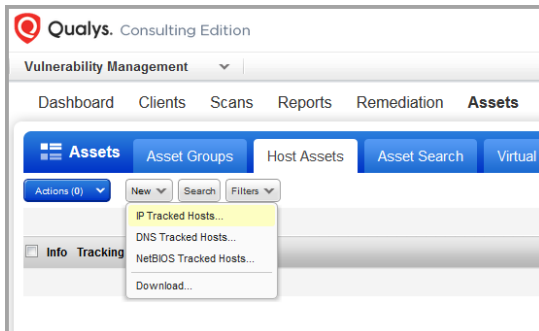 Qualys. Consulting Edition
Vulnerability Management
Dashboard Clients Scans Reports Remediation Assets
Assets Asset Groups Host Assets Asset Search Virtual
Actions (0) New Search Filters
IP Tracked Hosts...
DNS Tracked Hosts...
Info Tracking
NetBIOS Tracked Hosts...
Download...